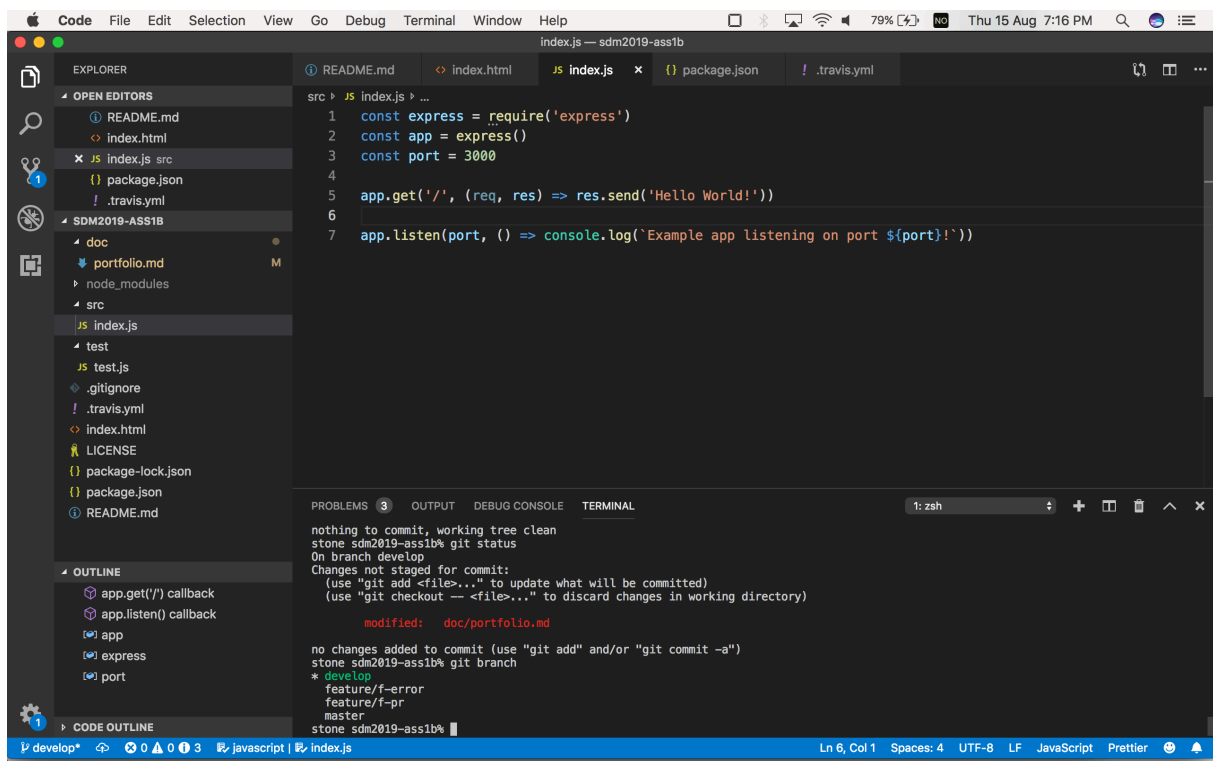 Code File Edit Selection View Go Debug Terminal Window Help 79% NO Thu 15 Aug 7:16 PM
index.js — sdm2019-ass1b
EXPLORER
OPEN EDITORS
README.md
index.html
JS index.js src
{} package.json
! .travis.yml
SDM2019-ASS1B
doc
portfolio.md M
node_modules
src
JS index.js
test
JS test.js
.gitignore
! .travis.yml
index.html
LICENSE
{} package-lock.json
{} package.json
README.md
OUTLINE
app.get('/') callback
app.listen() callback
app
express
port
CODE OUTLINE
1
1
README.md index.html JS index.js {} package.json ! .travis.yml
src JS index.js ...
1 const express = require('express')
2 const app = express()
3 const port = 3000
4
5 app.get('/', (req, res) => res.send('Hello World!'))
6
7 app.listen(port, () => console.log(`Example app listening on port ${port}!`))
PROBLEMS 3 OUTPUT DEBUG CONSOLE TERMINAL 1: zsh
nothing to commit, working tree clean
stone sdm2019-ass1b% git status
On branch develop
Changes not staged for commit:
(use "git add <file>..." to update what will be committed)
(use "git checkout -- <file>..." to discard changes in working directory)
modified: doc/portfolio.md
no changes added to commit (use "git add" and/or "git commit -a")
stone sdm2019-ass1b% git branch
* develop
feature/f-error
feature/f-pr
master
stone sdm2019-ass1b%
develop* 0 0 3 javascript | index.js Ln 6, Col 1 Spaces: 4 UTF-8 LF JavaScript Prettier